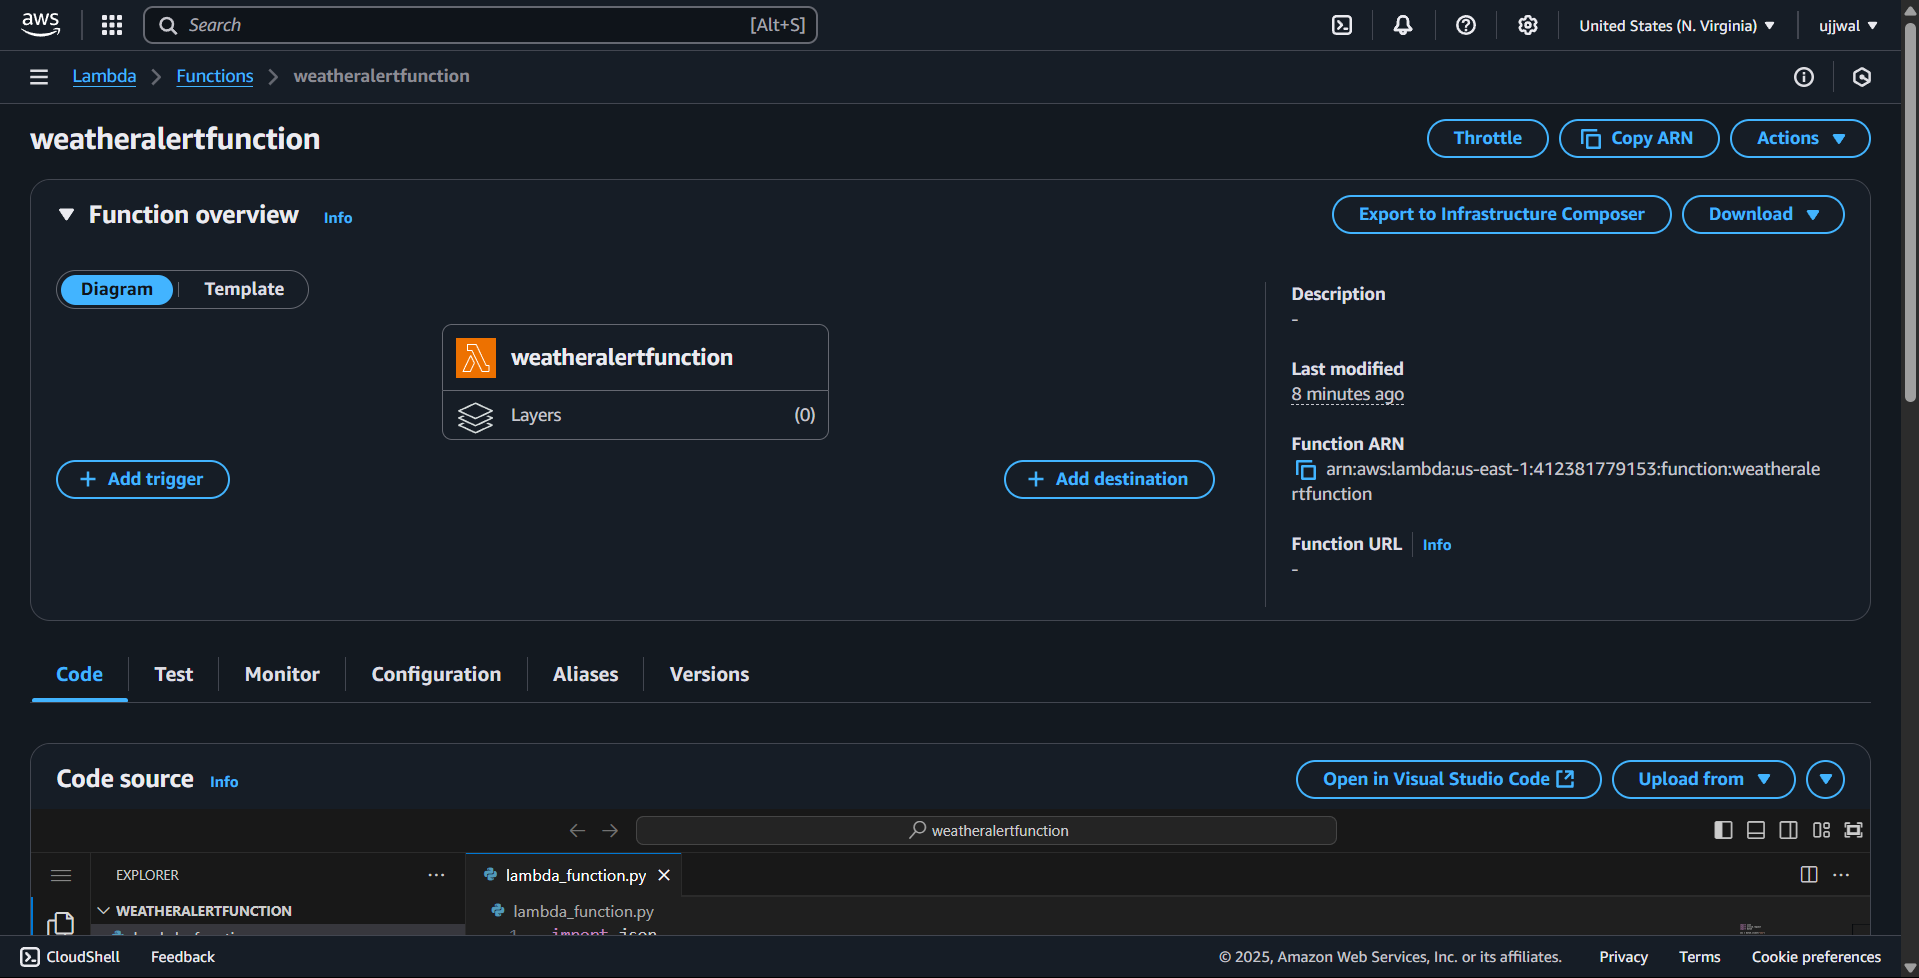 aws
Search [Alt+S]
United States (N. Virginia)
ujjwal
Lambda
Functions
weatheralertfunction
weatheralertfunction
Throttle
Copy ARN
Actions
Function overview
Info
Export to Infrastructure Composer
Download
Diagram
Template
weatheralertfunction
Layers
(0)
Add trigger
Add destination
Description
-
Last modified
8 minutes ago
Function ARN
arn:aws:lambda:us-east-1:412381779153:function:weatherale
rtfunction
Function URL
Info
-
Code
Test
Monitor
Configuration
Aliases
Versions
Code source
Info
Open in Visual Studio Code
Upload from
weatheralertfunction
EXPLORER
lambda_function.py
WEATHERALERTFUNCTION
lambda_function.py
1 import json
CloudShell
Feedback
© 2025, Amazon Web Services, Inc. or its affiliates.
Privacy
Terms
Cookie preferences